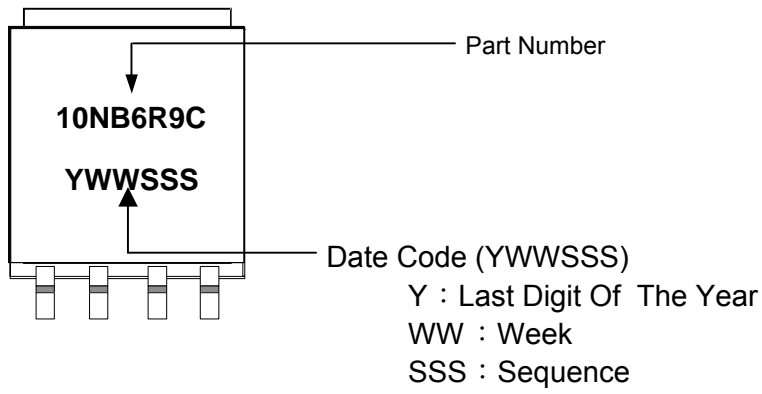 Part Number
10NB6R9C
YWWSSS
Date Code (YWWSSS)
Y：Last Digit Of The Year
WW：Week
SSS：Sequence